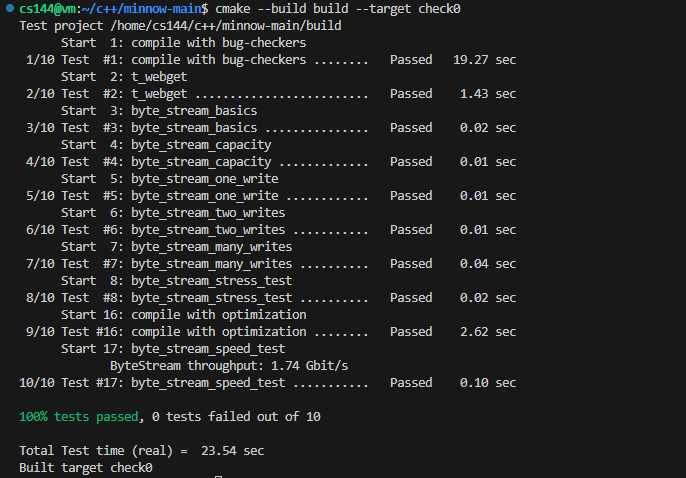 cs144@vm:~/c++/minnow-main$ cmake --build build --target check0
Test project /home/cs144/c++/minnow-main/build
      Start  1: compile with bug-checkers
 1/10 Test  #1: compile with bug-checkers ........   Passed   19.27 sec
      Start  2: t_webget
 2/10 Test  #2: t_webget .........................   Passed    1.43 sec
      Start  3: byte_stream_basics
 3/10 Test  #3: byte_stream_basics ...............   Passed    0.02 sec
      Start  4: byte_stream_capacity
 4/10 Test  #4: byte_stream_capacity .............   Passed    0.01 sec
      Start  5: byte_stream_one_write
 5/10 Test  #5: byte_stream_one_write ............   Passed    0.01 sec
      Start  6: byte_stream_two_writes
 6/10 Test  #6: byte_stream_two_writes ...........   Passed    0.01 sec
      Start  7: byte_stream_many_writes
 7/10 Test  #7: byte_stream_many_writes ..........   Passed    0.04 sec
      Start  8: byte_stream_stress_test
 8/10 Test  #8: byte_stream_stress_test ..........   Passed    0.02 sec
      Start 16: compile with optimization
 9/10 Test #16: compile with optimization ........   Passed    2.62 sec
      Start 17: byte_stream_speed_test
             ByteStream throughput: 1.74 Gbit/s
10/10 Test #17: byte_stream_speed_test ...........   Passed    0.10 sec

100% tests passed, 0 tests failed out of 10

Total Test time (real) =  23.54 sec
Built target check0